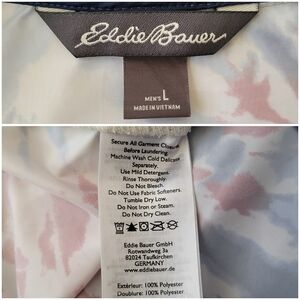 Eddie Bauer
MEN'S L
MADE IN VIETNAM
Secure All Garment Closures
Before Laundering.
Machine Wash Cold Delicate
Separately.
Use Mild Detergents.
Rinse Thoroughly.
Do Not Bleach.
Do Not Use Fabric Softeners.
Tumble Dry Low.
Do Not Iron or Steam.
Do Not Dry Clean.
Eddie Bauer GmbH
Rotwandweg 3a
82024 Taufkirchen
GERMANY
www.eddiebauer.de
Extérieur: 100% Polyester
Doublure: 100% Polyester